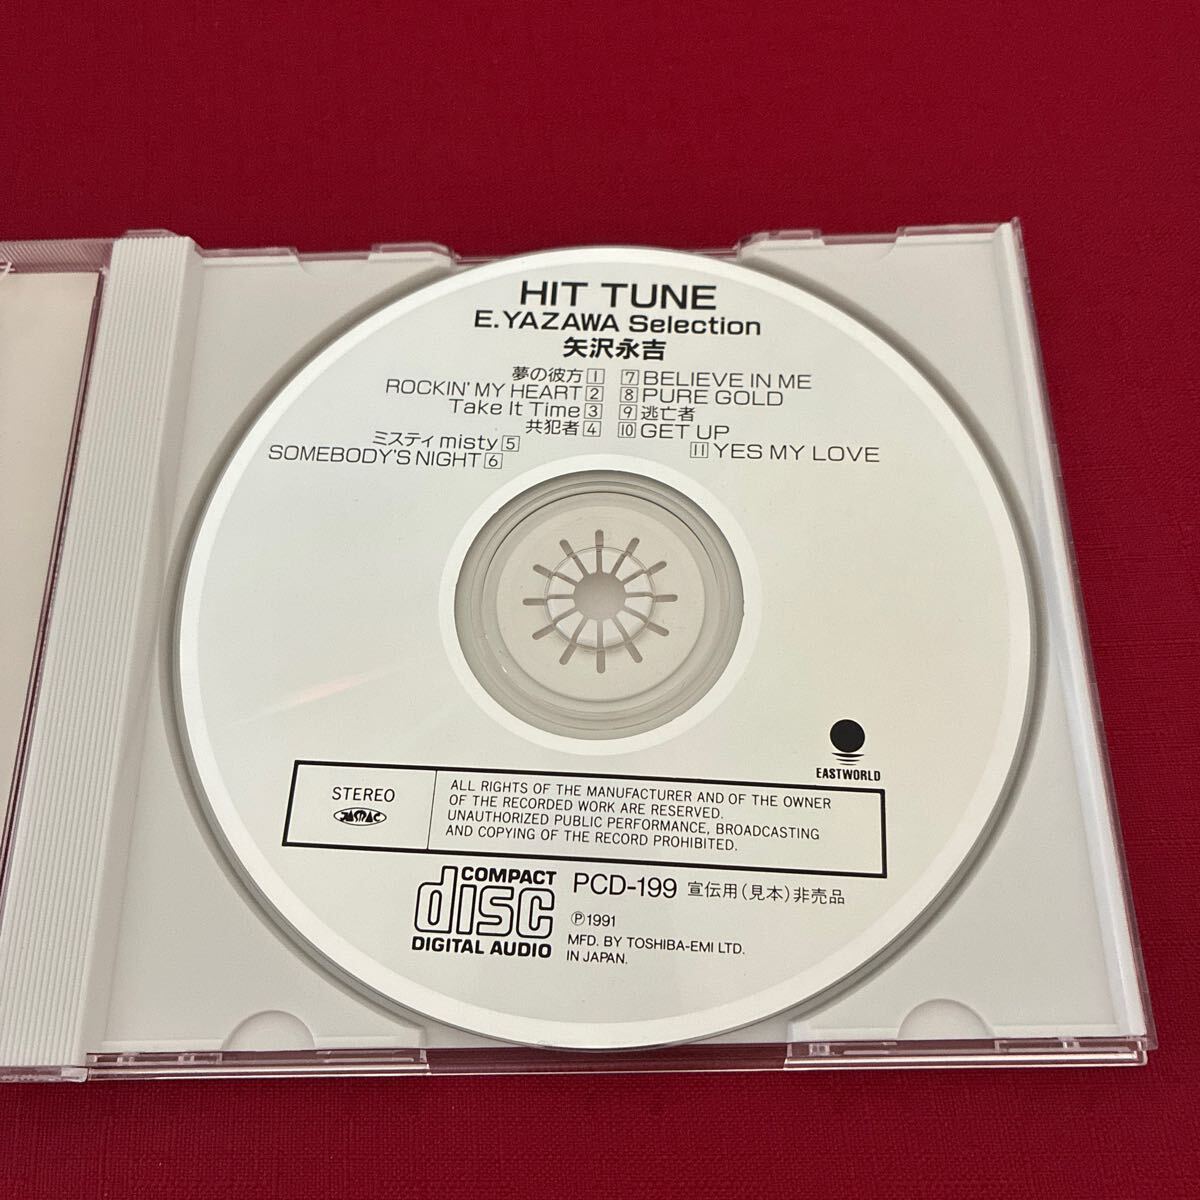 HIT TUNE
E.YAZAWA Selection
矢沢永吉
夢の彼方 1
ROCKIN' MY HEART 2
Take It Time 3
共犯者 4
ミスティ misty 5
SOMEBODY'S NIGHT 6
7 BELIEVE IN ME
8 PURE GOLD
9 逃亡者
10 GET UP
11 YES MY LOVE
EASTWORLD
STEREO
JASRAC
ALL RIGHTS OF THE MANUFACTURER AND OF THE OWNER
OF THE RECORDED WORK ARE RESERVED.
UNAUTHORIZED PUBLIC PERFORMANCE, BROADCASTING
AND COPYING OF THE RECORD PROHIBITED.
COMPACT
disc
DIGITAL AUDIO
PCD-199 宣伝用(見本)非売品
Ⓟ1991
MFD. BY TOSHIBA-EMI LTD.
IN JAPAN.